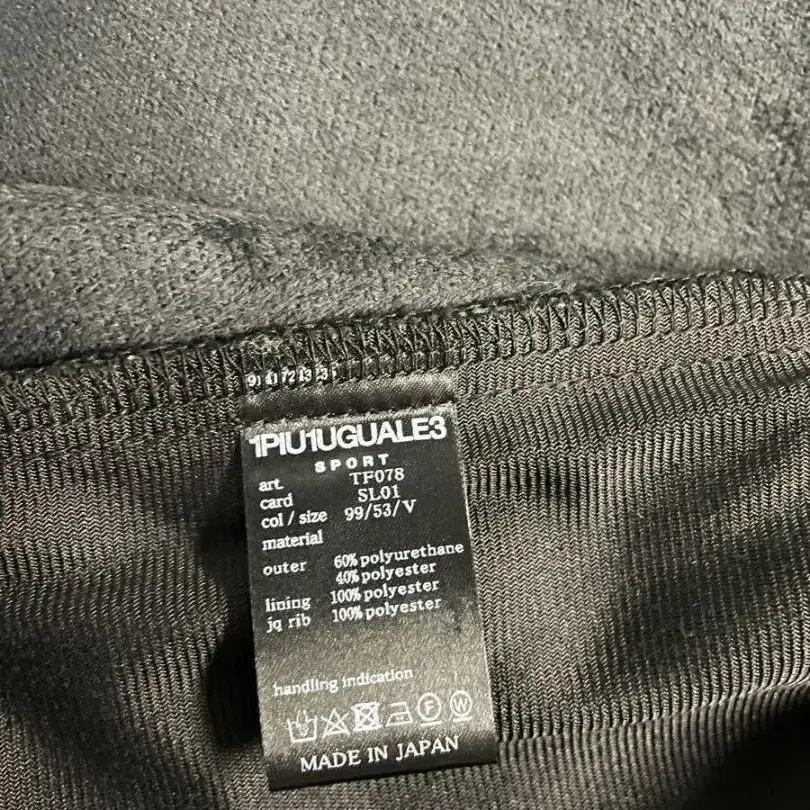 1PIU1UGUALE3
SPORT
art. TF078
card SL01
col / size 99/53/V
material
outer 60% polyurethane
40% polyester
lining 100% polyester
jq rib 100% polyester
handling indication
F W
MADE IN JAPAN